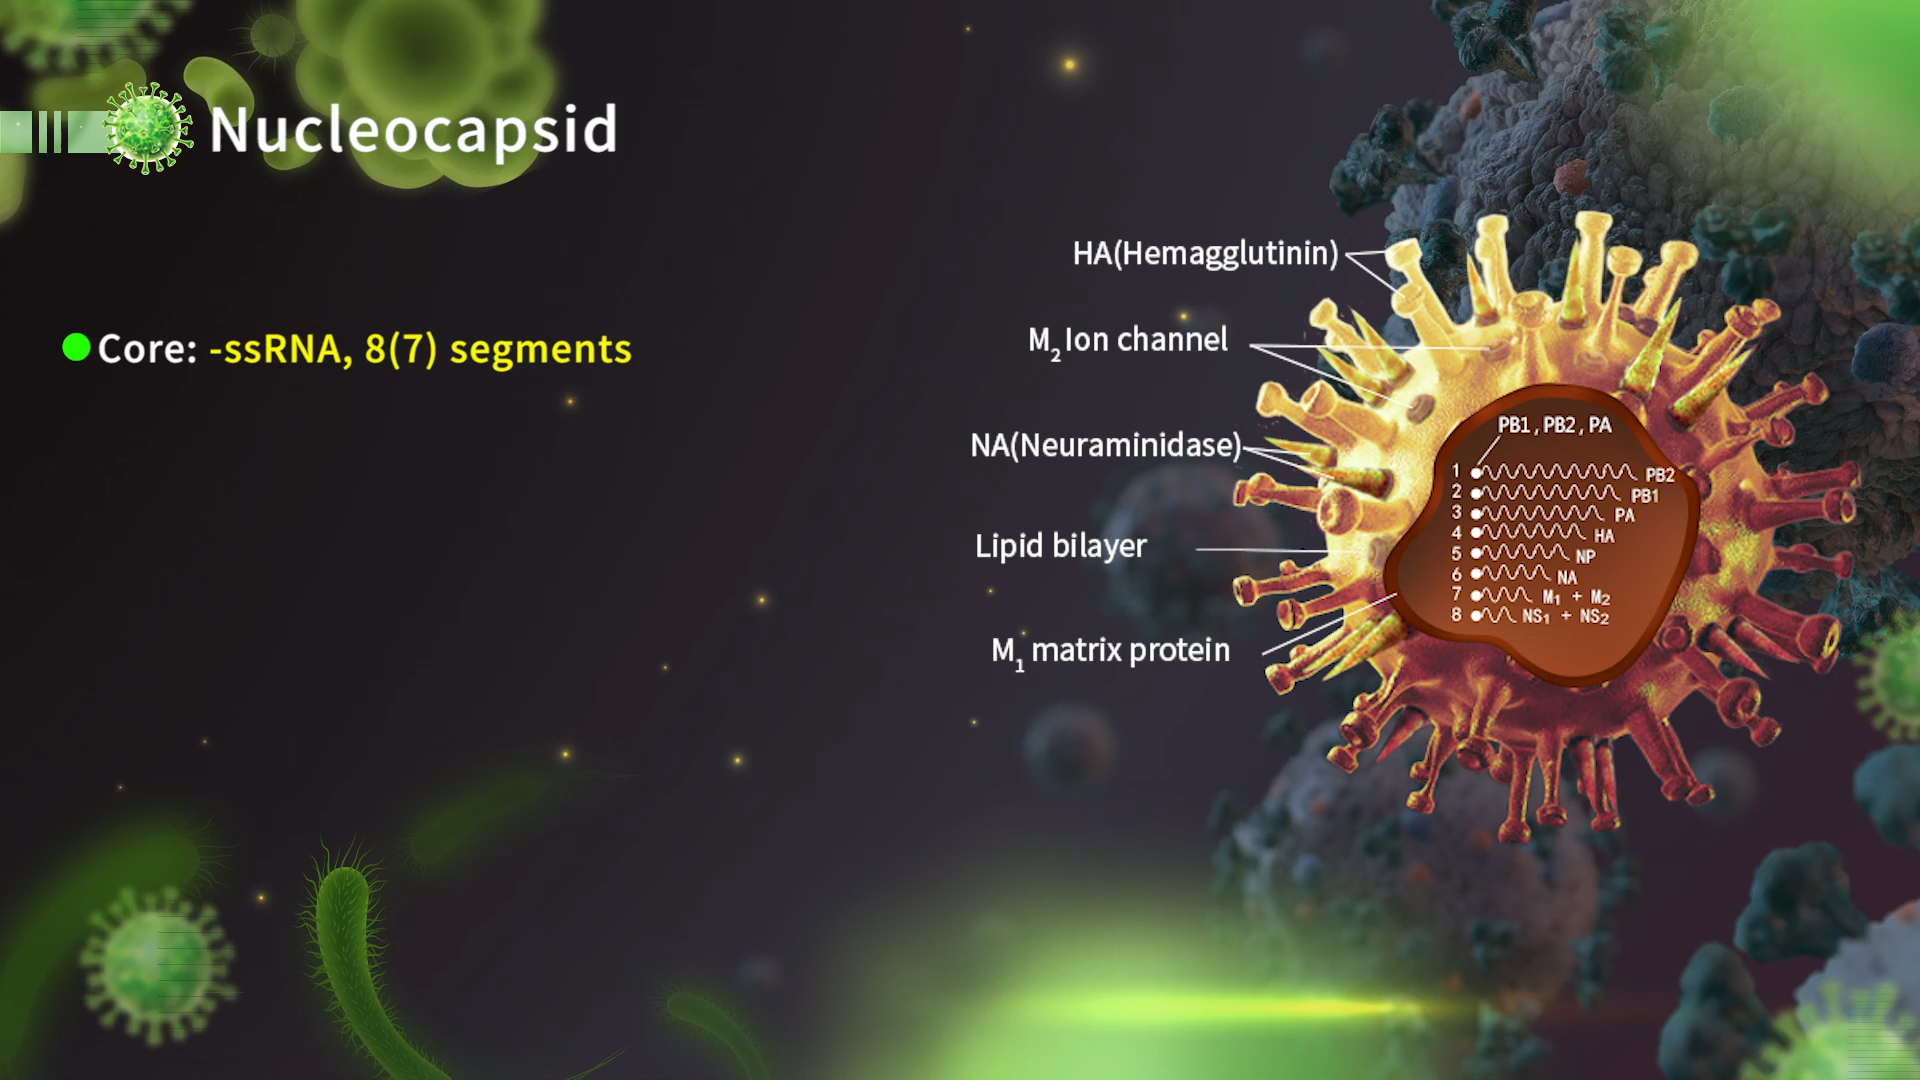 Nucleocapsid
Core: -ssRNA, 8(7) segments
HA(Hemagglutinin)
M₂ Ion channel
NA(Neuraminidase)
Lipid bilayer
M₁ matrix protein
PB1, PB2, PA
1 PB2
2 PB1
3 PA
4 HA
5 NP
6 NA
7 M₁ + M₂
8 NS₁ + NS₂